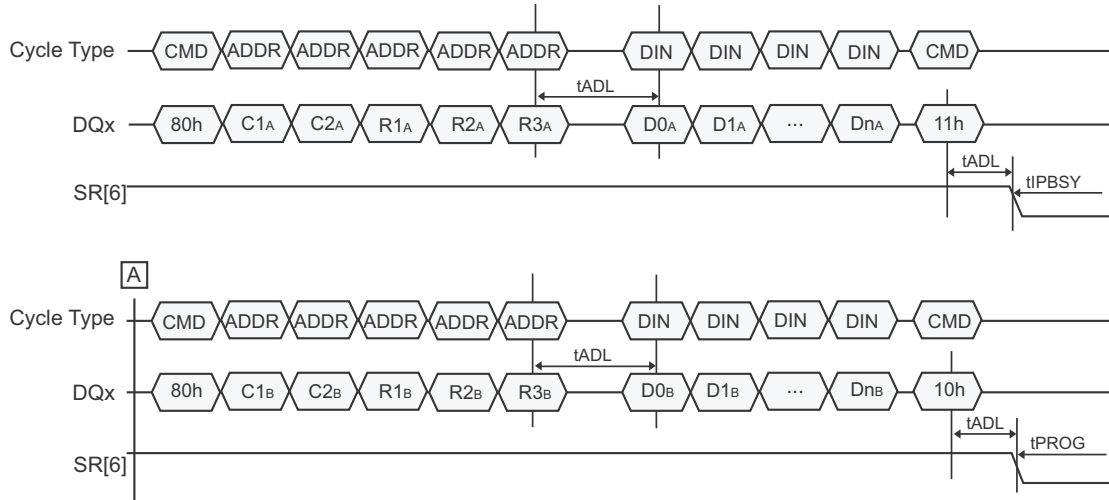 Cycle Type CMD ADDR ADDR ADDR ADDR ADDR DIN DIN DIN DIN CMD
tADL
DQx 80h C1A C2A R1A R2A R3A D0A D1A ... DnA 11h
tADL
SR[6] tIPBSY
A
Cycle Type CMD ADDR ADDR ADDR ADDR ADDR DIN DIN DIN DIN CMD
tADL
DQx 80h C1B C2B R1B R2B R3B D0B D1B ... DnB 10h
tADL
SR[6] tPROG